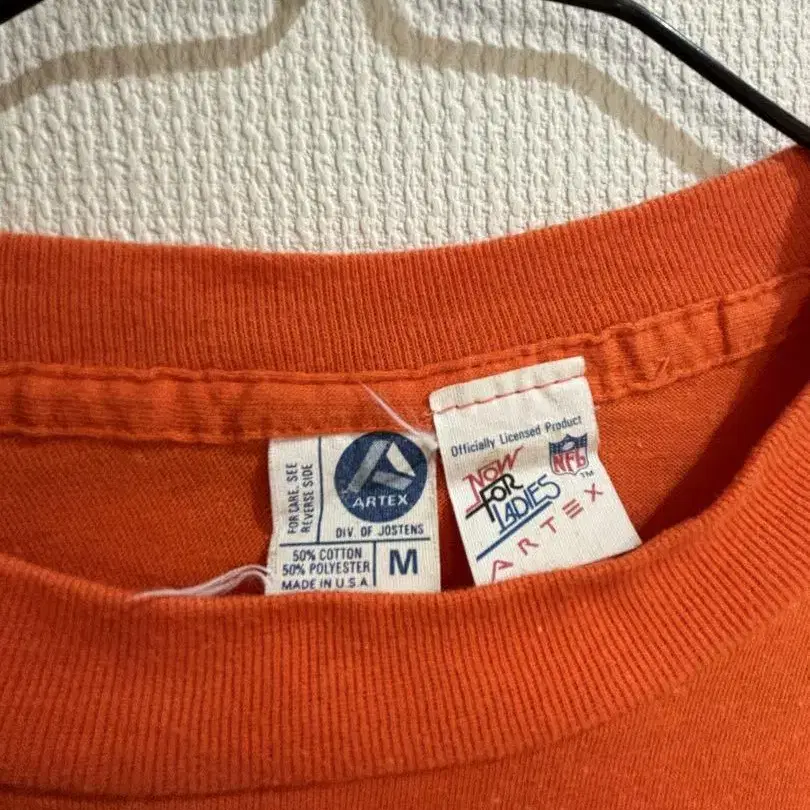 FOR CARE, SEE
REVERSE SIDE
ARTEX
DIV. OF JOSTENS
50% COTTON
50% POLYESTER
MADE IN U.S.A
M
Officially Licensed Product
NFL
NOW
FOR
LADIES
TM
ARTEX